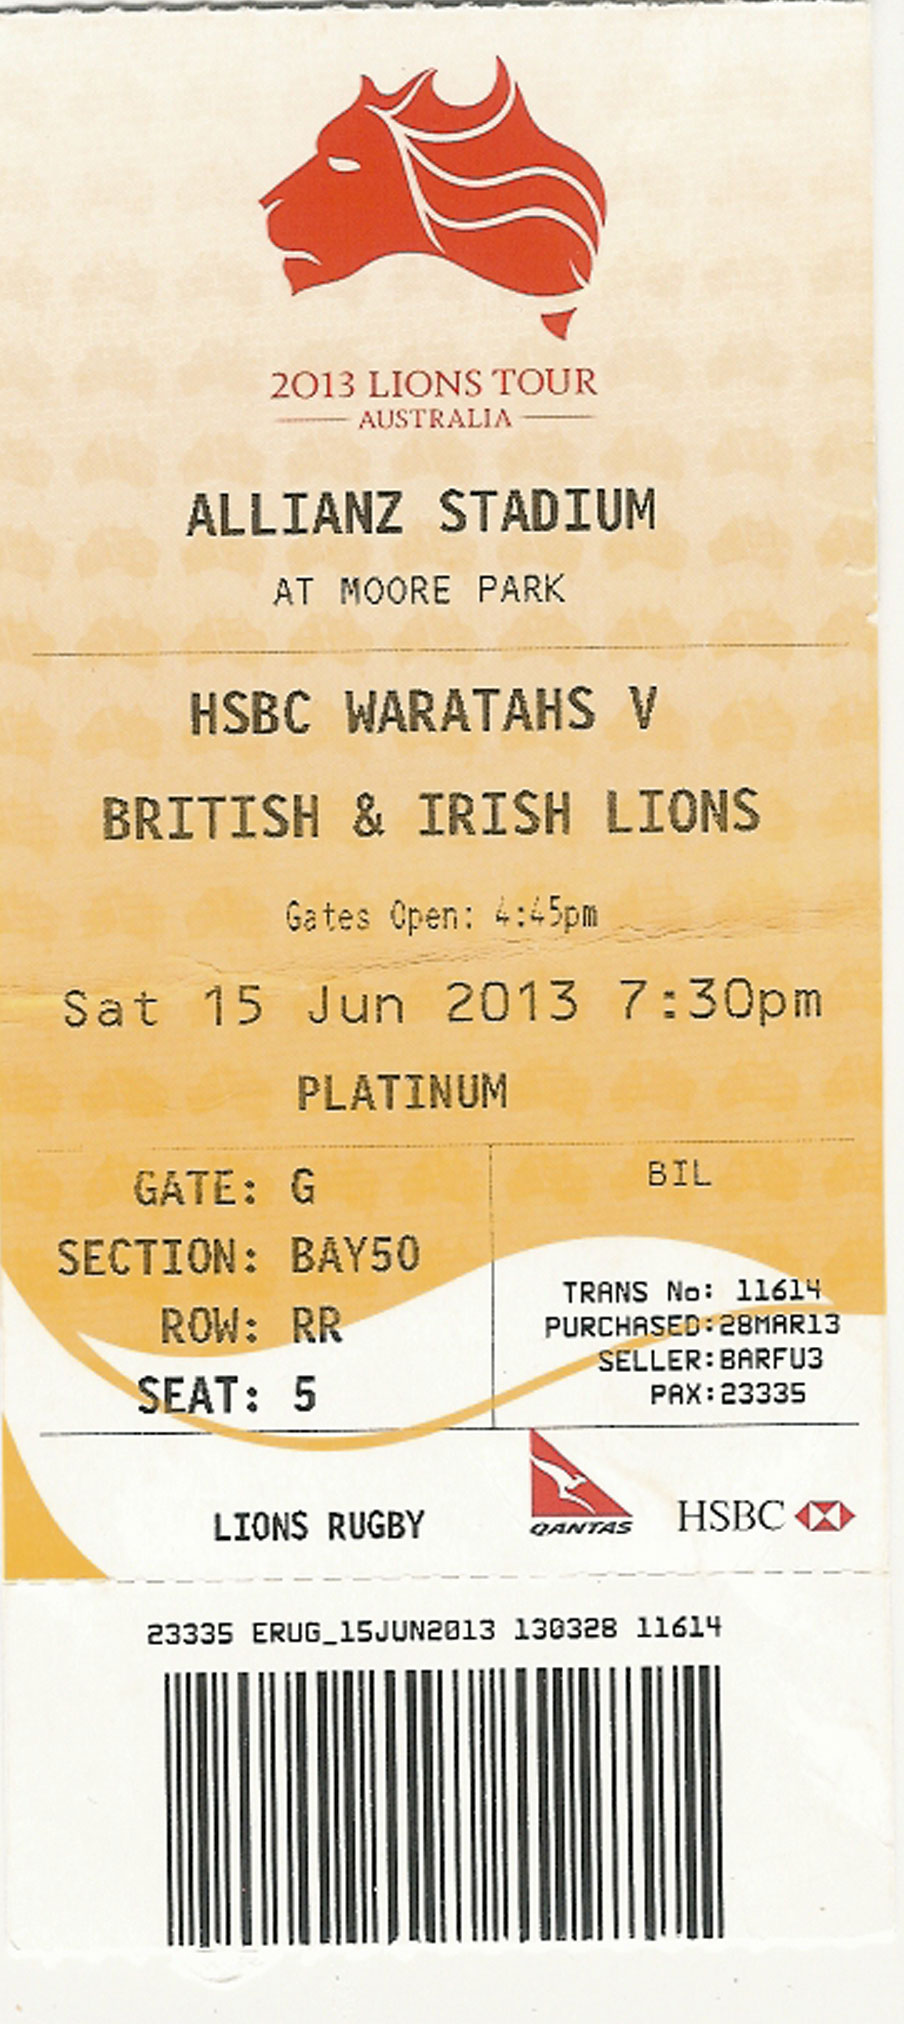 2013 LIONS TOUR
AUSTRALIA
ALLIANZ STADIUM
AT MOORE PARK
HSBC WARATAHS V
BRITISH & IRISH LIONS
Gates Open: 4:45pm
Sat 15 Jun 2013 7:30pm
PLATINUM
GATE: G
SECTION: BAY50
ROW: RR
SEAT: 5
BIL
TRANS No: 11614
PURCHASED:28MAR13
SELLER:BARFU3
PAX:23335
LIONS RUGBY
QANTAS
HSBC
23335 ERUG_15JUN2013 130328 11614